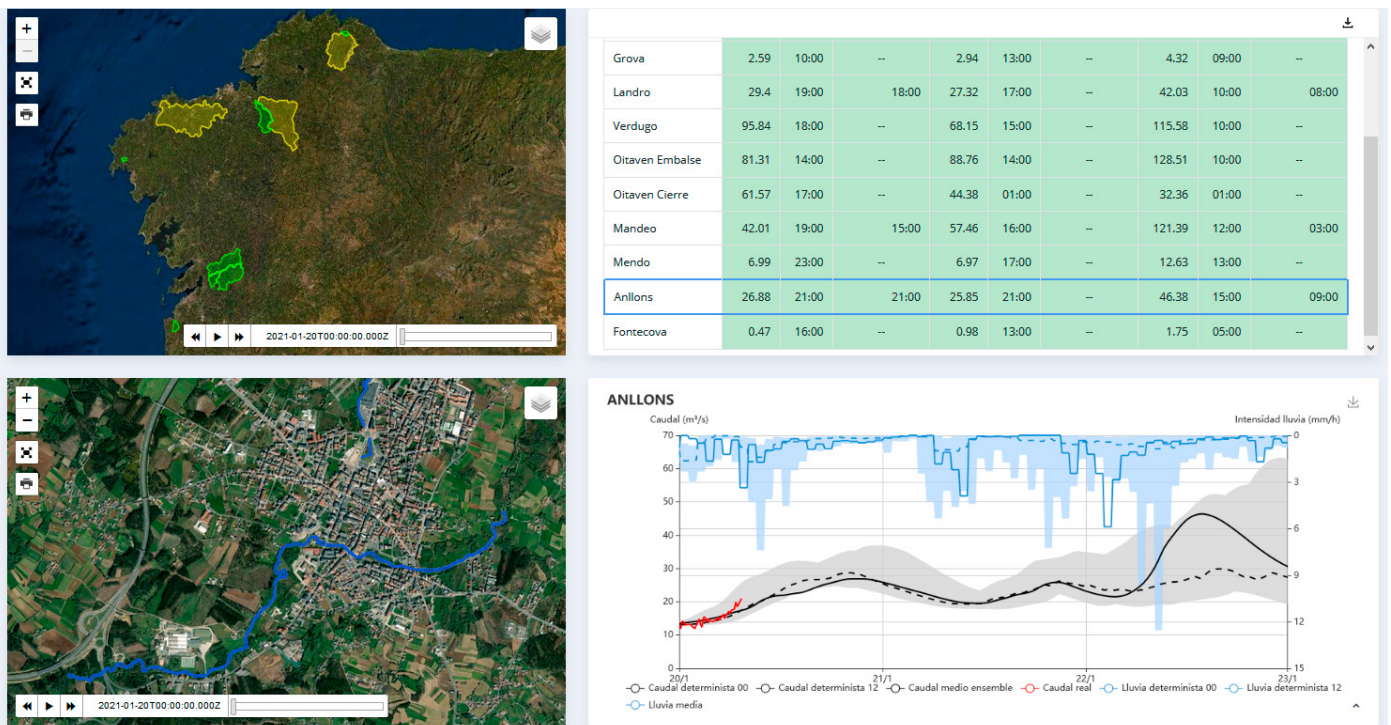 +
−
2021-01-20T00:00:00.000Z
Grova 2.59 10:00 -- 2.94 13:00 -- 4.32 09:00 --
Landro 29.4 19:00 18:00 27.32 17:00 -- 42.03 10:00 08:00
Verdugo 95.84 18:00 -- 68.15 15:00 -- 115.58 10:00 --
Oitaven Embalse 81.31 14:00 -- 88.76 14:00 -- 128.51 10:00 --
Oitaven Cierre 61.57 17:00 -- 44.38 01:00 -- 32.36 01:00 --
Mandeo 42.01 19:00 15:00 57.46 16:00 -- 121.39 12:00 03:00
Mendo 6.99 23:00 -- 6.97 17:00 -- 12.63 13:00 --
Anllons 26.88 21:00 21:00 25.85 21:00 -- 46.38 15:00 09:00
Fontecova 0.47 16:00 -- 0.98 13:00 -- 1.75 05:00 --
+
−
2021-01-20T00:00:00.000Z
ANLLONS
Caudal (m³/s) Intensidad lluvia (mm/h)
70 0
60
3
50
40 6
30
9
20
12
10
0 15
20/1 21/1 22/1 23/1
Caudal determinista 00 Caudal determinista 12 Caudal medio ensemble Caudal real Lluvia determinista 00 Lluvia determinista 12
Lluvia media